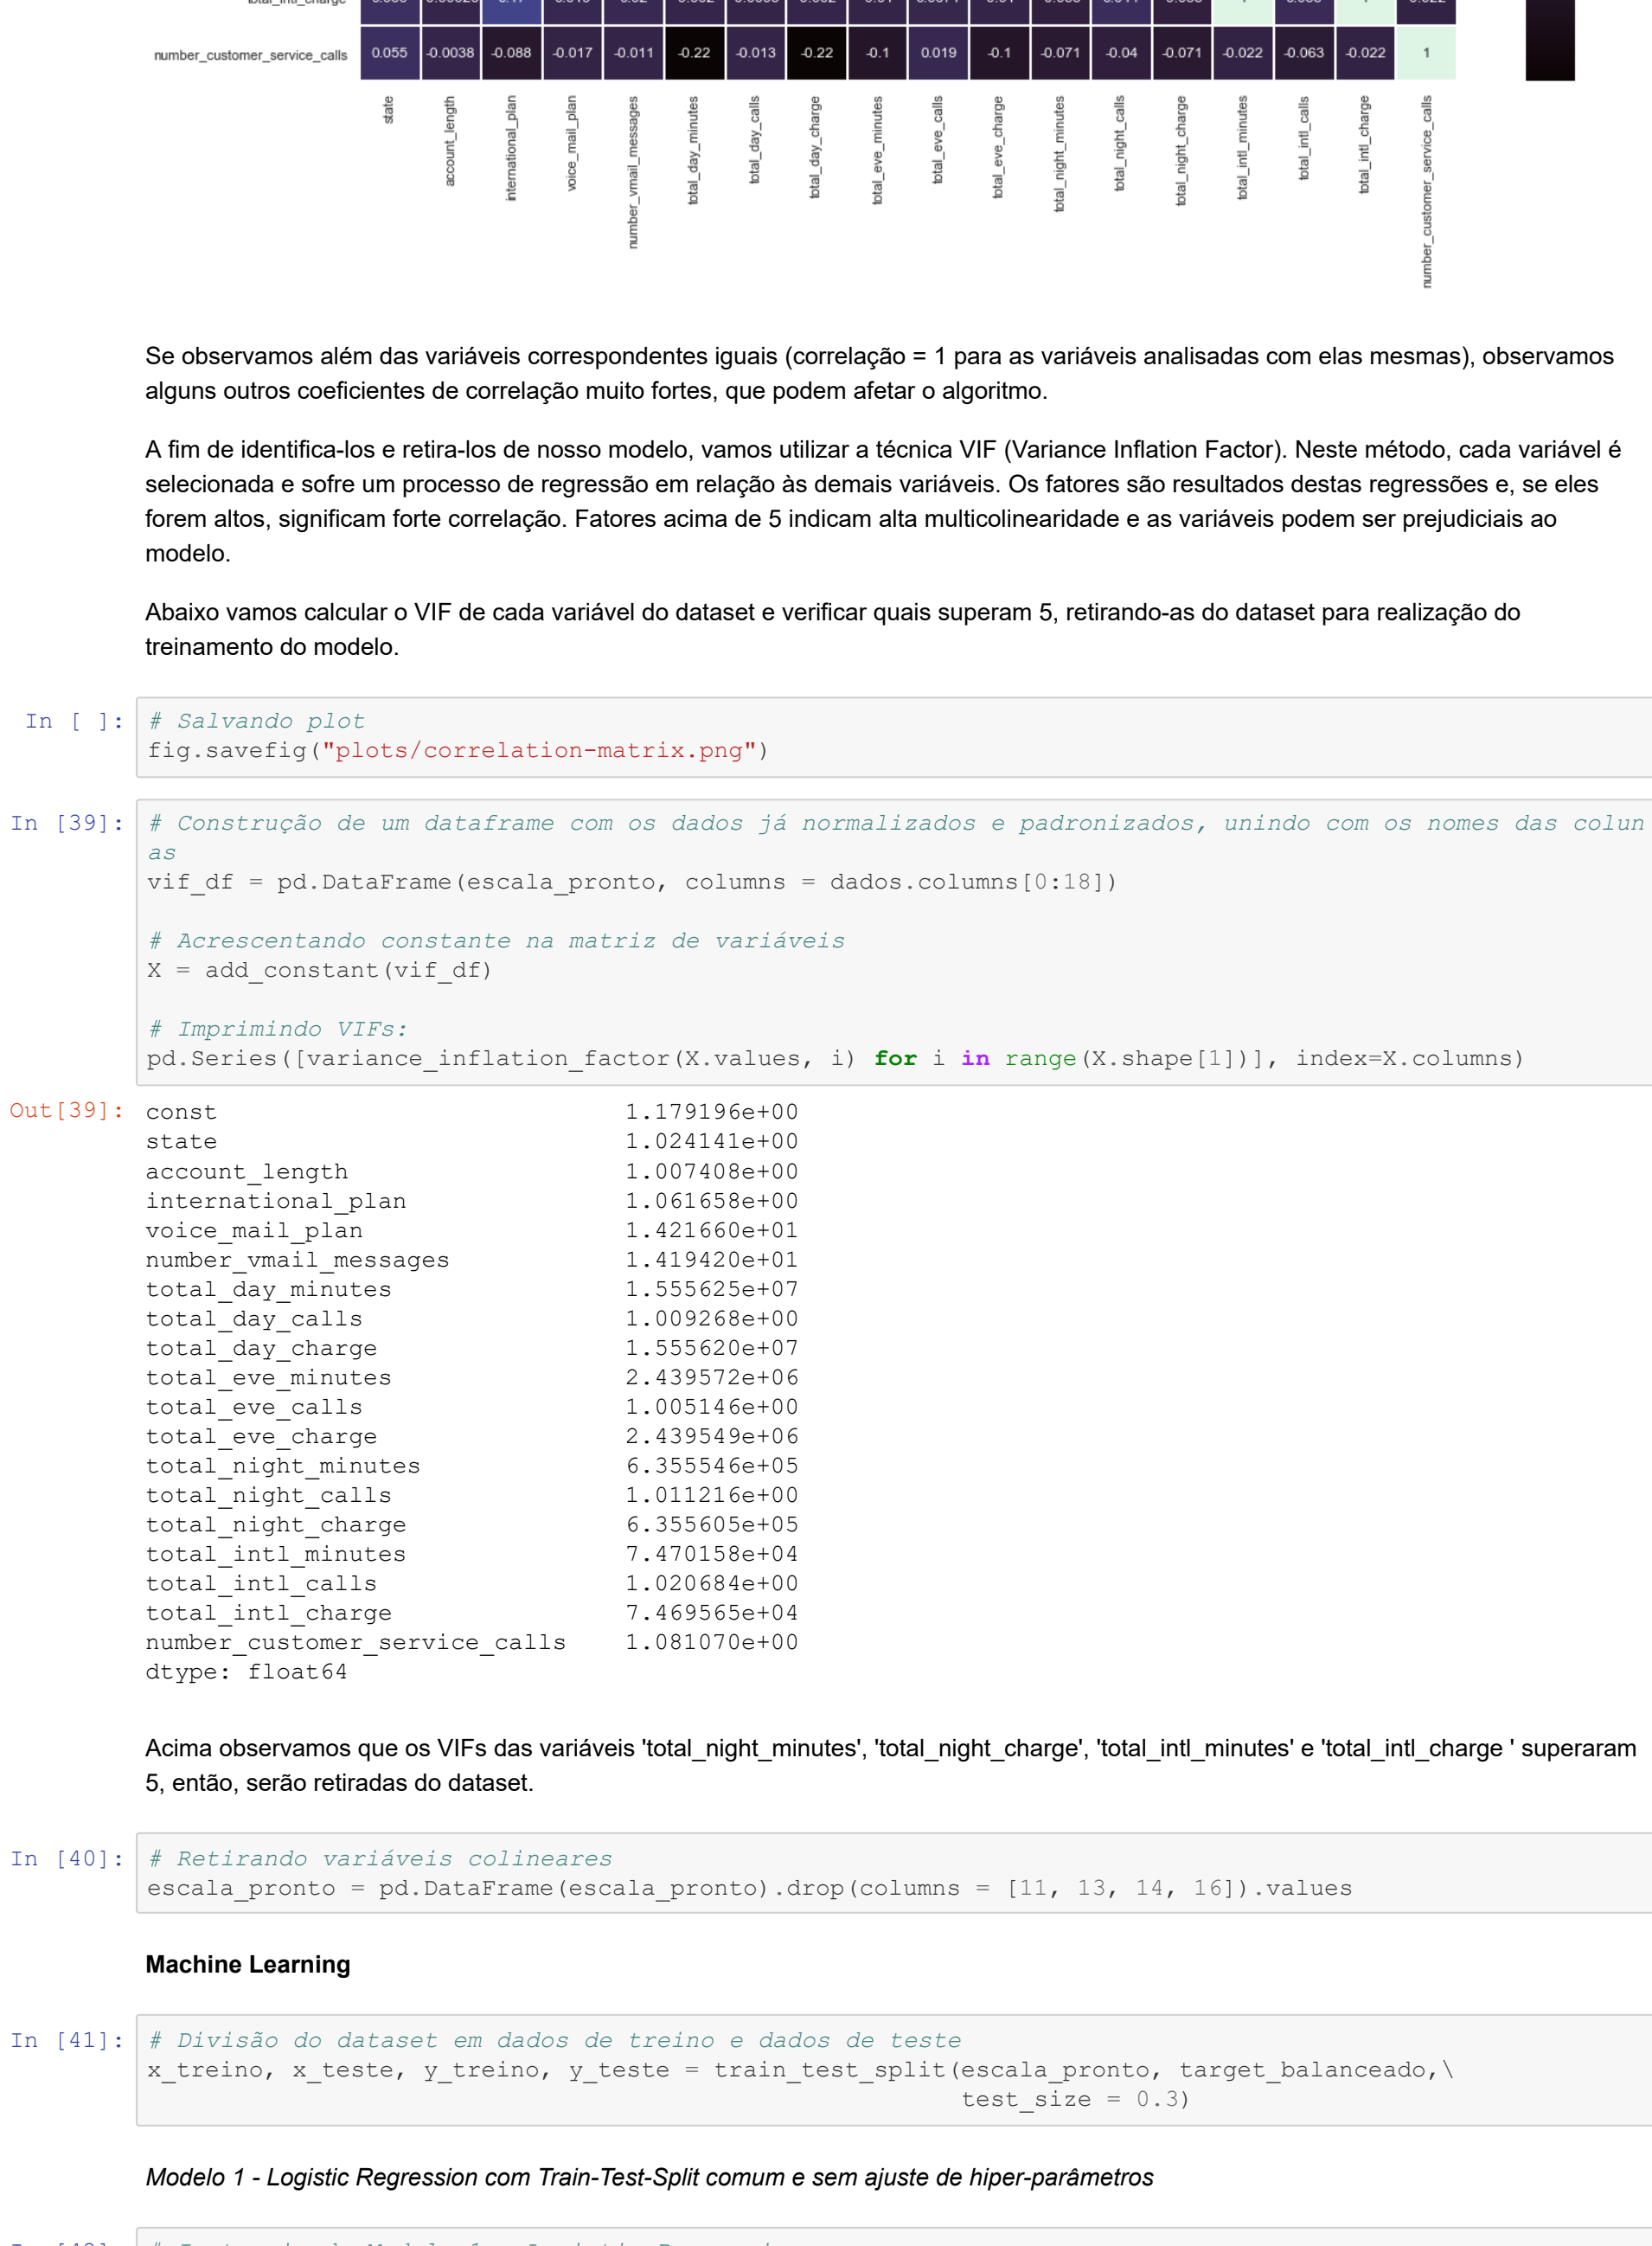 number_customer_service_calls 0.055 -0.0038 -0.088 -0.017 -0.011 -0.22 -0.013 -0.22 -0.1 0.019 -0.1 -0.071 -0.04 -0.071 -0.022 -0.063 -0.022 1
state
account_length
international_plan
voice_mail_plan
number_vmail_messages
total_day_minutes
total_day_calls
total_day_charge
total_eve_minutes
total_eve_calls
total_eve_charge
total_night_minutes
total_night_calls
total_night_charge
total_intl_minutes
total_intl_calls
total_intl_charge
number_customer_service_calls
Se observamos além das variáveis correspondentes iguais (correlação = 1 para as variáveis analisadas com elas mesmas), observamos
alguns outros coeficientes de correlação muito fortes, que podem afetar o algoritmo.
A fim de identifica-los e retira-los de nosso modelo, vamos utilizar a técnica VIF (Variance Inflation Factor). Neste método, cada variável é
selecionada e sofre um processo de regressão em relação às demais variáveis. Os fatores são resultados destas regressões e, se eles
forem altos, significam forte correlação. Fatores acima de 5 indicam alta multicolinearidade e as variáveis podem ser prejudiciais ao
modelo.
Abaixo vamos calcular o VIF de cada variável do dataset e verificar quais superam 5, retirando-as do dataset para realização do
treinamento do modelo.
In [ ]: # Salvando plot
fig.savefig("plots/correlation-matrix.png")
In [39]: # Construção de um dataframe com os dados já normalizados e padronizados, unindo com os nomes das colun
as
vif_df = pd.DataFrame(escala_pronto, columns = dados.columns[0:18])
# Acrescentando constante na matriz de variáveis
X = add_constant(vif_df)
# Imprimindo VIFs:
pd.Series([variance_inflation_factor(X.values, i) for i in range(X.shape[1])], index=X.columns)
Out[39]: const 1.179196e+00
state 1.024141e+00
account_length 1.007408e+00
international_plan 1.061658e+00
voice_mail_plan 1.421660e+01
number_vmail_messages 1.419420e+01
total_day_minutes 1.555625e+07
total_day_calls 1.009268e+00
total_day_charge 1.555620e+07
total_eve_minutes 2.439572e+06
total_eve_calls 1.005146e+00
total_eve_charge 2.439549e+06
total_night_minutes 6.355546e+05
total_night_calls 1.011216e+00
total_night_charge 6.355605e+05
total_intl_minutes 7.470158e+04
total_intl_calls 1.020684e+00
total_intl_charge 7.469565e+04
number_customer_service_calls 1.081070e+00
dtype: float64
Acima observamos que os VIFs das variáveis 'total_night_minutes', 'total_night_charge', 'total_intl_minutes' e 'total_intl_charge ' superaram
5, então, serão retiradas do dataset.
In [40]: # Retirando variáveis colineares
escala_pronto = pd.DataFrame(escala_pronto).drop(columns = [11, 13, 14, 16]).values
Machine Learning
In [41]: # Divisão do dataset em dados de treino e dados de teste
x_treino, x_teste, y_treino, y_teste = train_test_split(escala_pronto, target_balanceado,\
test_size = 0.3)
Modelo 1 - Logistic Regression com Train-Test-Split comum e sem ajuste de hiper-parâmetros